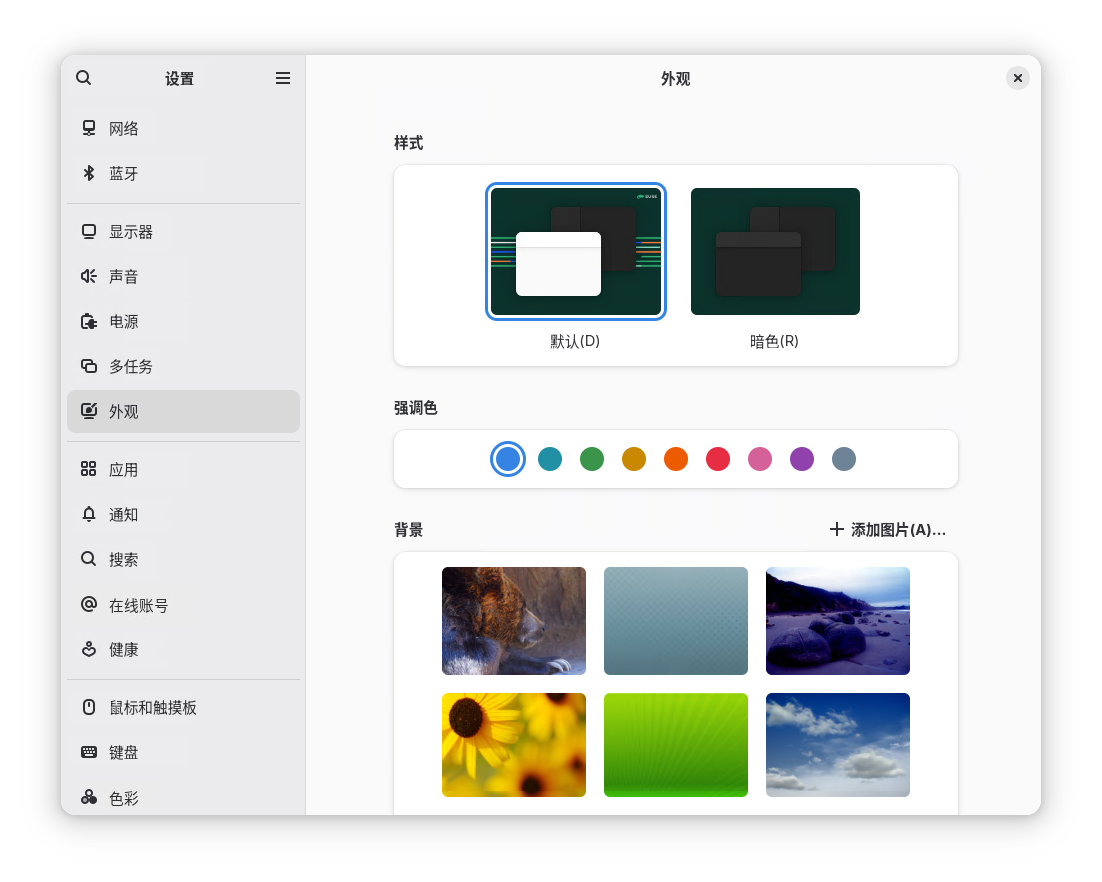 设置
外观
网络
蓝牙
显示器
声音
电源
多任务
外观
应用
通知
搜索
在线账号
健康
鼠标和触摸板
键盘
色彩
样式
默认(D)
暗色(R)
强调色
背景
添加图片(A)…